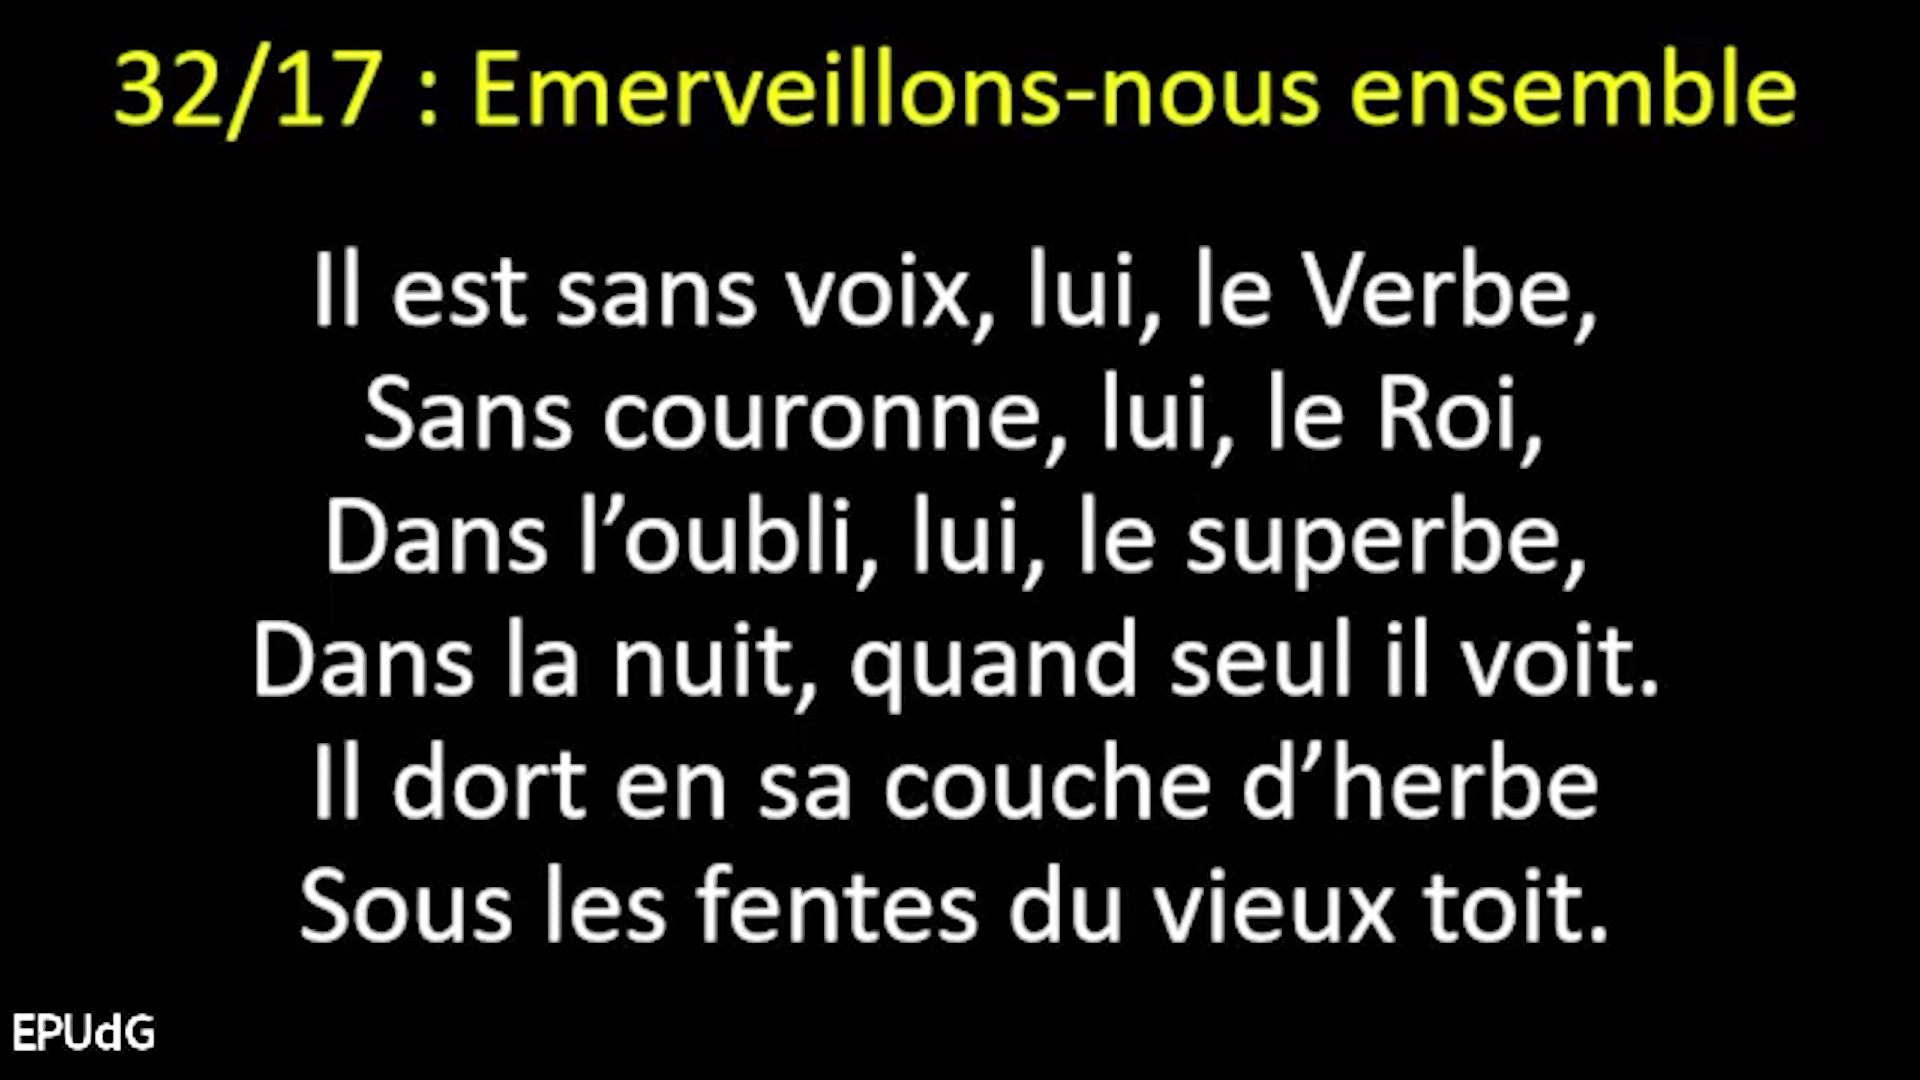 32/17 : Emerveillons-nous ensemble
Il est sans voix, lui, le Verbe,
Sans couronne, lui, le Roi,
Dans l’oubli, lui, le superbe,
Dans la nuit, quand seul il voit.
Il dort en sa couche d’herbe
Sous les fentes du vieux toit.
EPUdG